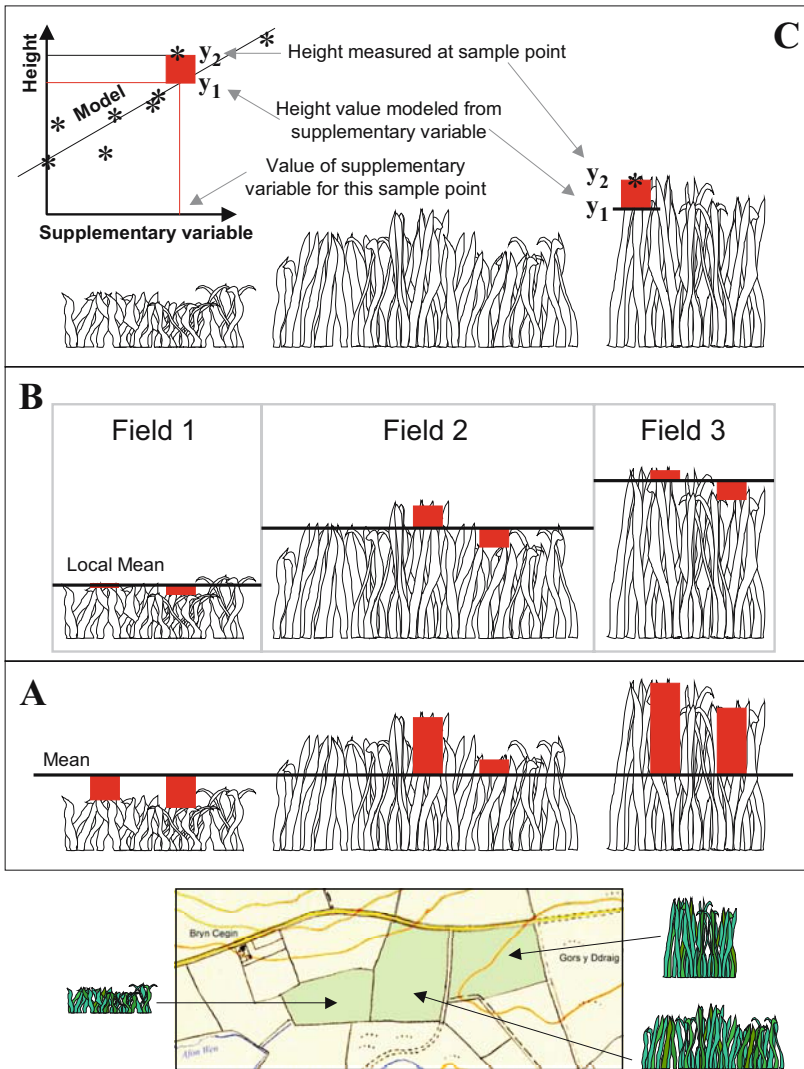 C
Height
y2
Height measured at sample point
y1
Model
Height value modeled from
supplementary variable
Value of supplementary
variable for this sample point
Supplementary variable
y2
y1
B
Field 1
Field 2
Field 3
Local Mean
A
Mean
Bryn Cegin
Gors y Ddraig
Afon Wen